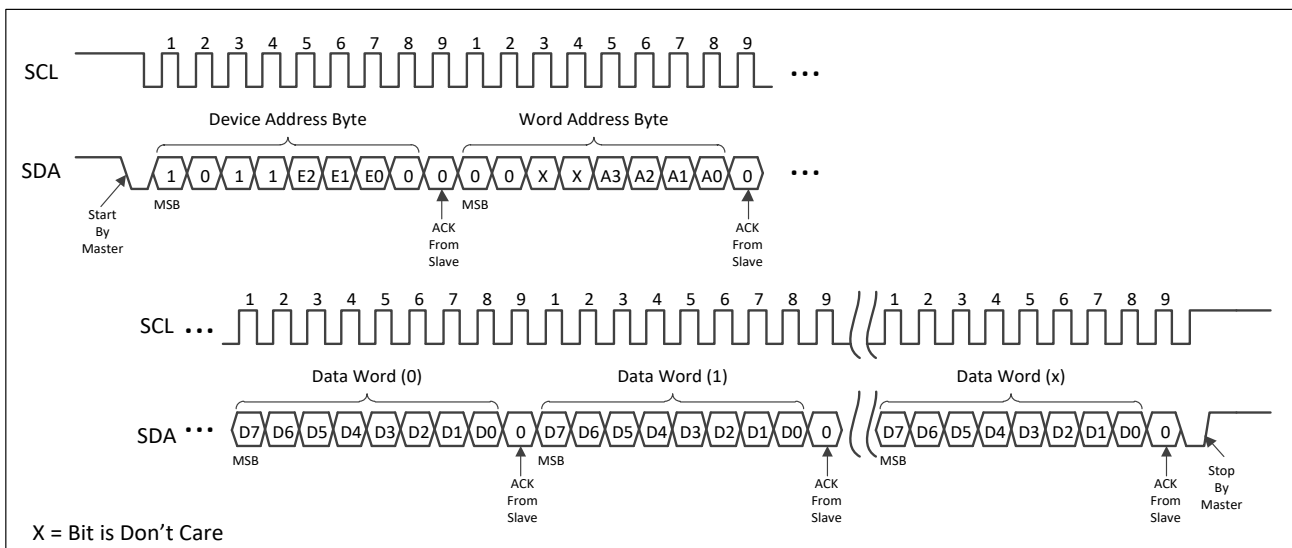 1 2 3 4 5 6 7 8 9 1 2 3 4 5 6 7 8 9
SCL ...
Device Address Byte Word Address Byte
SDA 1 0 1 1 E2 E1 E0 0 0 0 0 X X A3 A2 A1 A0 0 ...
MSB MSB
Start
By
Master
ACK
From
Slave
ACK
From
Slave
1 2 3 4 5 6 7 8 9 1 2 3 4 5 6 7 8 9 1 2 3 4 5 6 7 8 9
SCL ...
Data Word (0) Data Word (1) Data Word (x)
SDA ... D7 D6 D5 D4 D3 D2 D1 D0 0 D7 D6 D5 D4 D3 D2 D1 D0 0 D7 D6 D5 D4 D3 D2 D1 D0 0
MSB MSB MSB
ACK
From
Slave
ACK
From
Slave
ACK
From
Slave
Stop
By
Master
X = Bit is Don’t Care